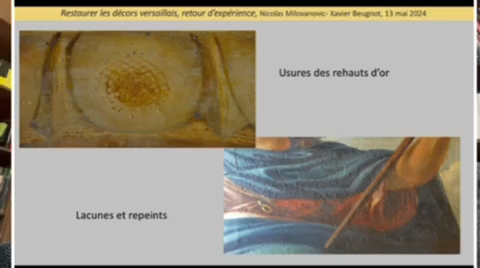 Restaurer les décors versaillais, retour d'expérience, Nicolas Milovanovic- Xavier Beugnot, 13 mai 2024
Usures des rehauts d'or
Lacunes et repeints